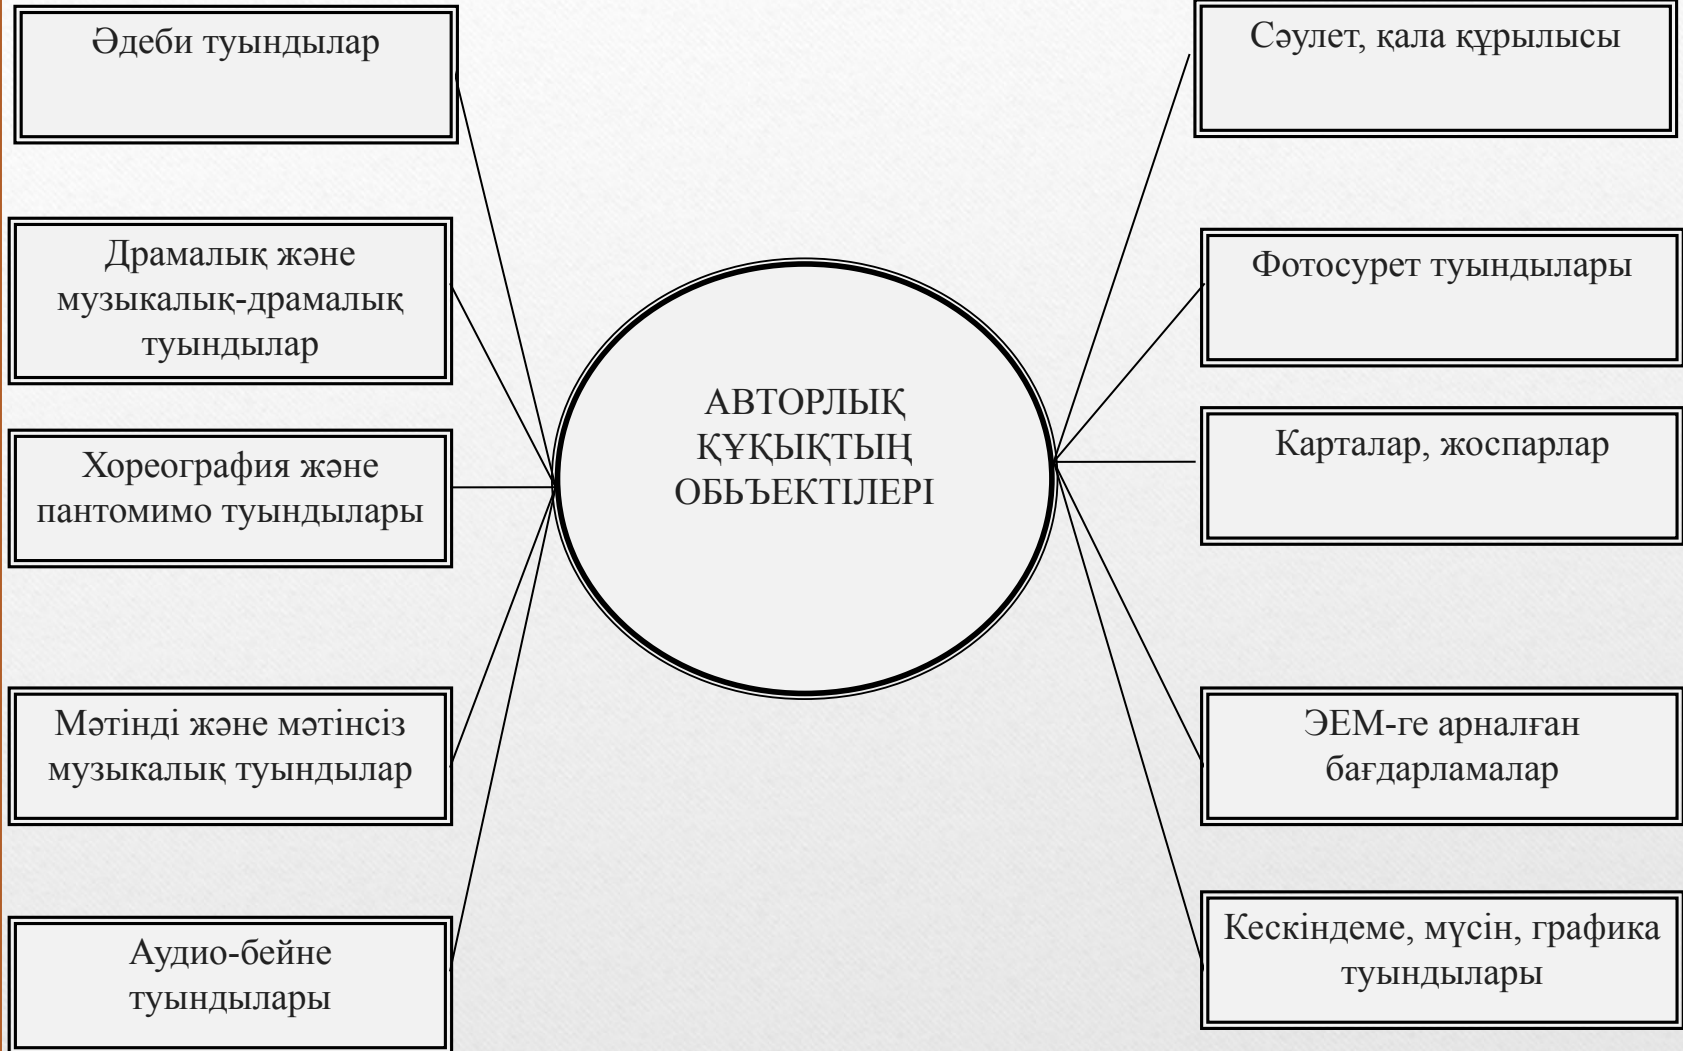 Әдеби туындылар
Драмалық және
музыкалық-драмалық
туындылар
Хореография және
пантомимо туындылары
Мәтінді және мәтінсіз
музыкалық туындылар
Аудио-бейне
туындылары
АВТОРЛЫҚ
ҚҰҚЫҚТЫҢ
ОБЬЪЕКТІЛЕРІ
Сәулет, қала құрылысы
Фотосурет туындылары
Карталар, жоспарлар
ЭЕМ-ге арналған
бағдарламалар
Кескіндеме, мүсін, графика
туындылары